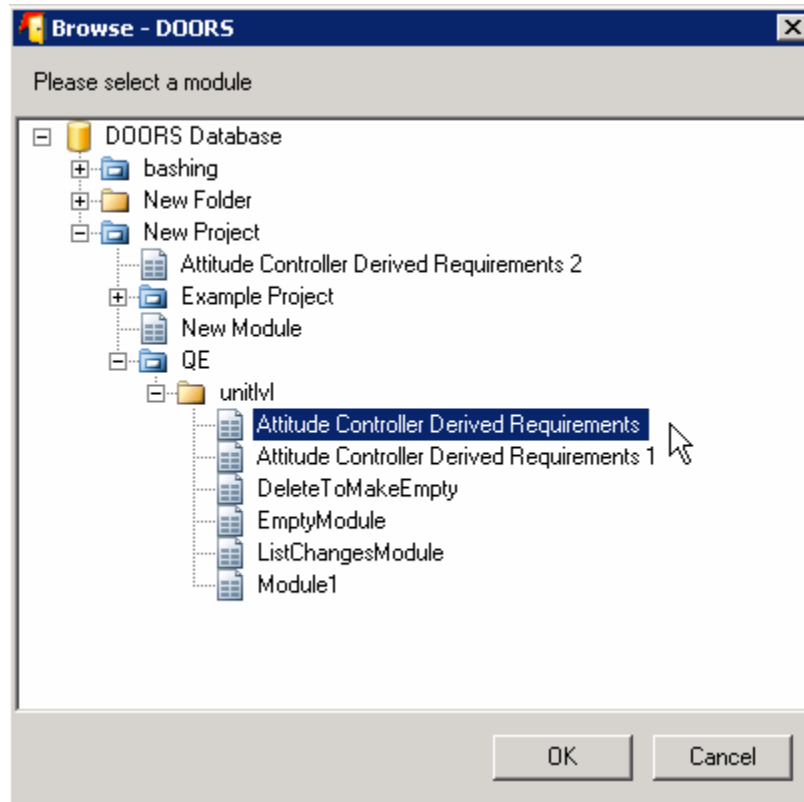 Browse - DOORS
Please select a module
DOORS Database
bashing
New Folder
New Project
Attitude Controller Derived Requirements 2
Example Project
New Module
QE
unitlvl
Attitude Controller Derived Requirements
Attitude Controller Derived Requirements 1
DeleteToMakeEmpty
EmptyModule
ListChangesModule
Module1
OK Cancel